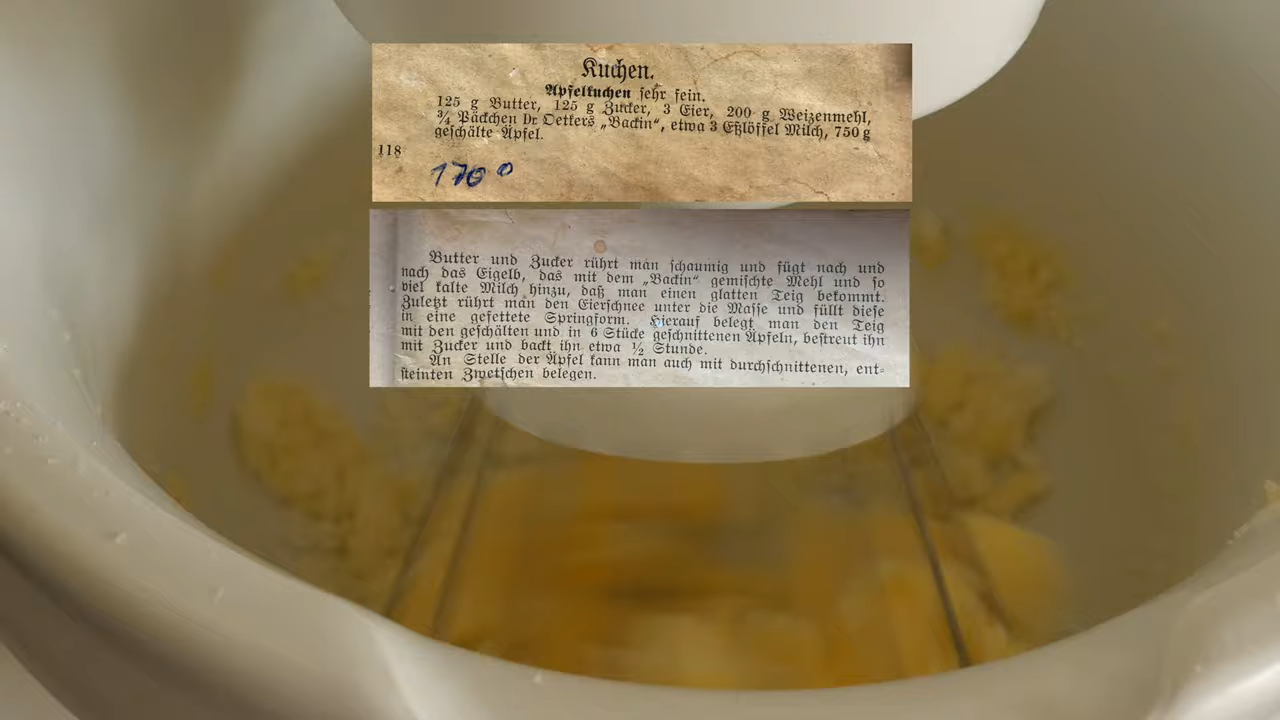 Kuchen.
Apfelkuchen sehr fein.
125 g Butter, 125 g Zucker, 3 Eier, 200 g Weizenmehl,
¾ Päckchen Dr Oetkers „Backin“, etwa 3 Eßlöffel Milch, 750 g
geschälte Äpfel.
118
170°
Butter und Zucker rührt man schaumig und fügt nach und
nach das Eigelb, das mit dem „Backin“ gemischte Mehl und so
viel kalte Milch hinzu, daß man einen glatten Teig bekommt.
Zuletzt rührt man den Eierschnee unter die Masse und füllt diese
in eine gefettete Springform. Hierauf belegt man den Teig
mit den geschälten und in 6 Stücke geschnittenen Äpfeln, bestreut ihn
mit Zucker und backt ihn etwa ½ Stunde.
An Stelle der Äpfel kann man auch mit durchschnittenen, ent-
steinten Zwetschen belegen.